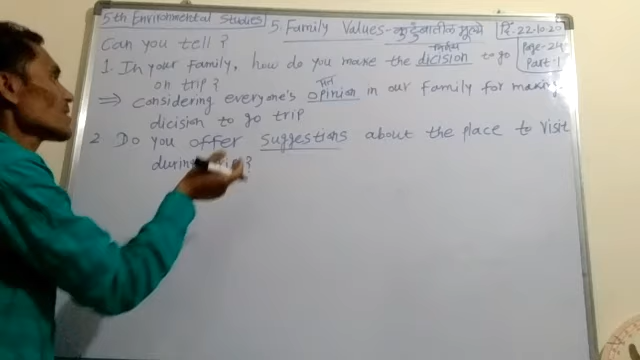 5th Environmental Studies
5. Family Values - कुटुंबातील मूल्ये
दि. 22.10.20
Page-24
Part-1
Can you tell?
निर्णय
1. In your family, how do you make the dicision to go
on trip?
मत
⇒ Considering everyone's opinion in our family for making
dicision to go trip
2 Do you offer suggestions about the place to visit
during trip?